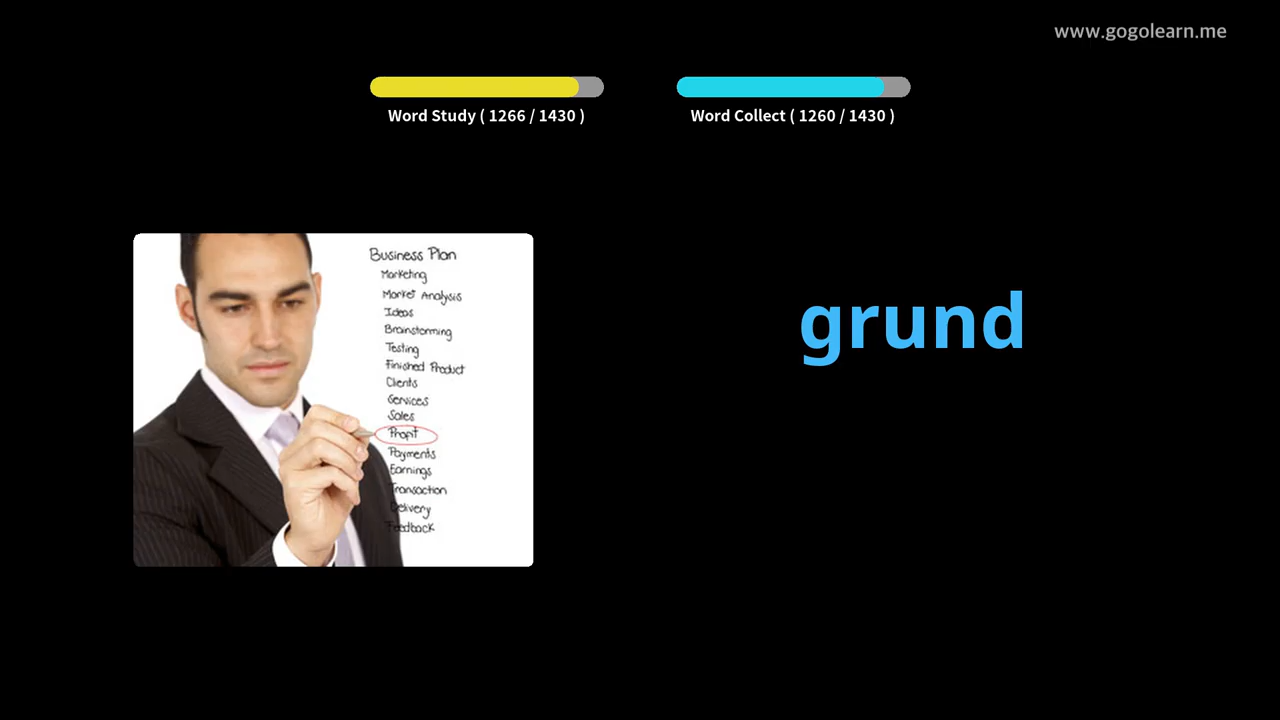 www.gogolearn.me
Word Study ( 1266 / 1430 )
Word Collect ( 1260 / 1430 )
Business Plan
Marketing
Market Analysis
Ideas
Brainstorming
Testing
Finished Product
Clients
Services
Sales
Profit
Payments
Earnings
Transaction
Delivery
Feedback
grund